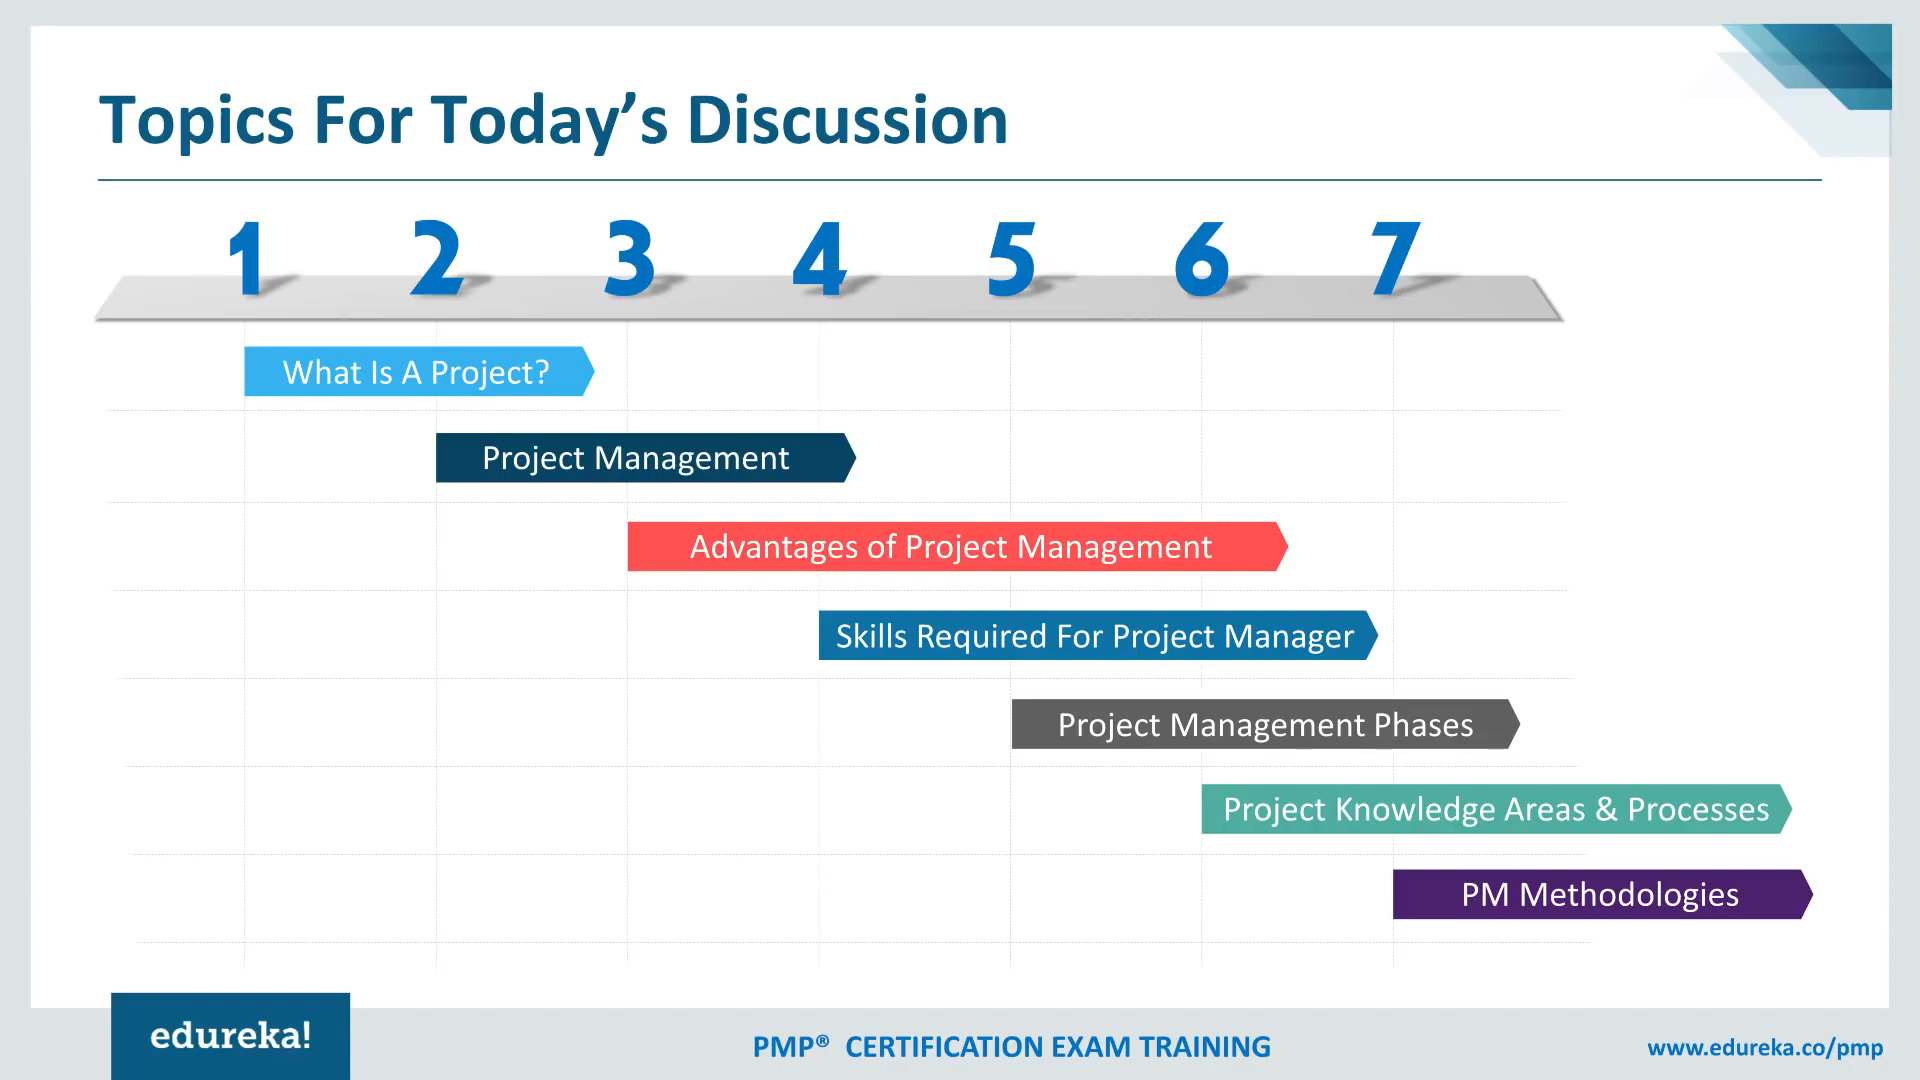 Topics For Today’s Discussion
1 2 3 4 5 6 7
What Is A Project?
Project Management
Advantages of Project Management
Skills Required For Project Manager
Project Management Phases
Project Knowledge Areas & Processes
PM Methodologies
edureka!
PMP® CERTIFICATION EXAM TRAINING
www.edureka.co/pmp